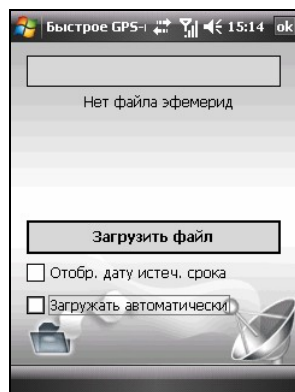 Быстрое GPS-
15:14 ok
Нет файла эфемерид
Загрузить файл
Отобр. дату истеч. срока
Загружать автоматически